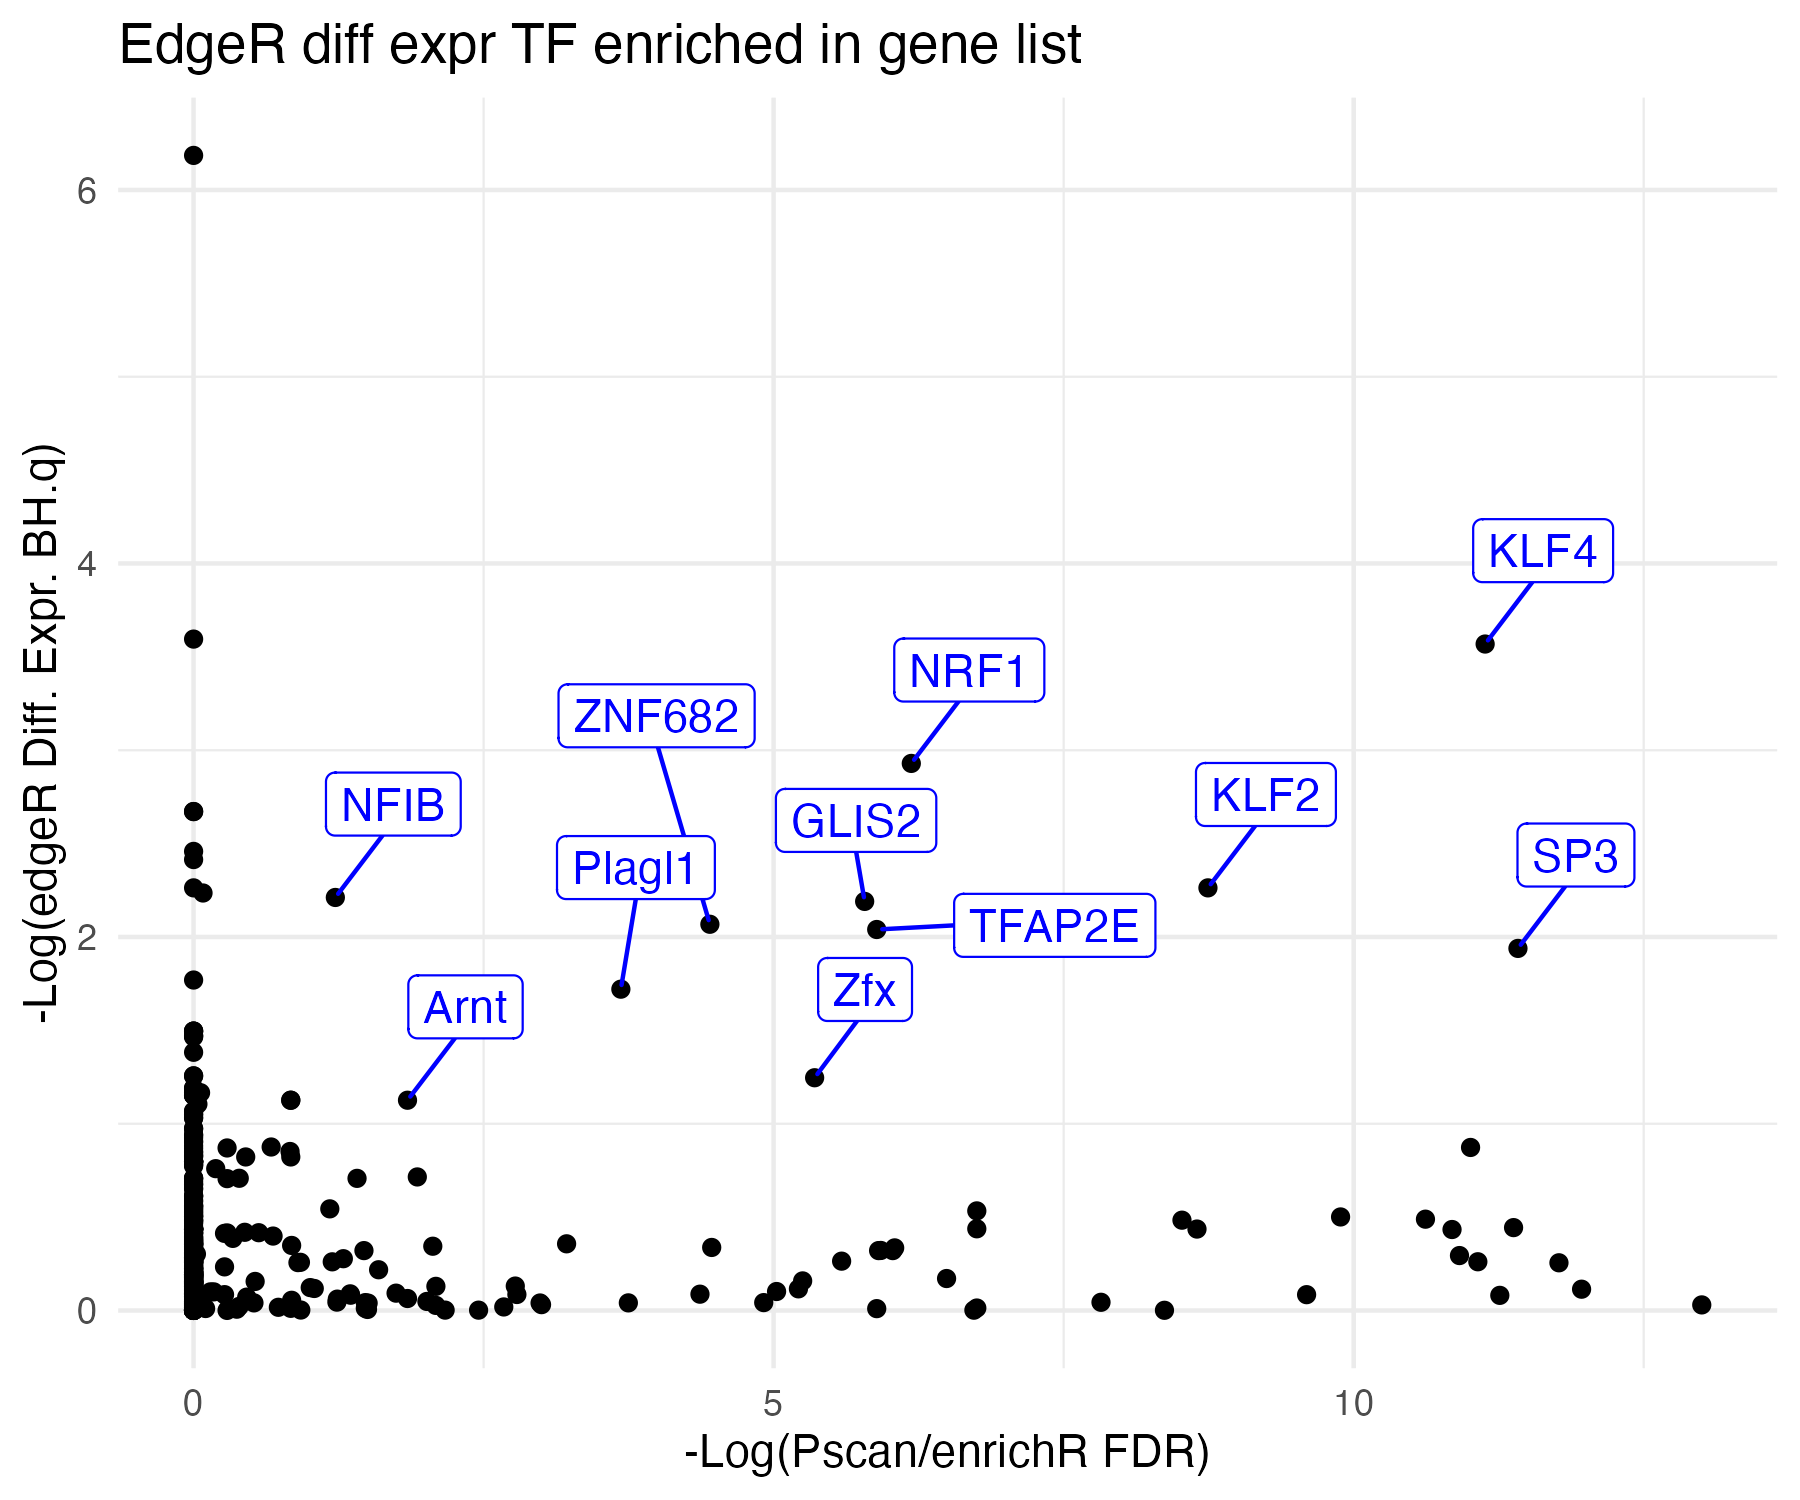 EdgeR diff expr TF enriched in gene list
-Log(edgeR Diff. Expr. BH.q)
6
4
2
0
KLF4
NRF1
ZNF682
NFIB
KLF2
GLIS2
SP3
Plagl1
TFAP2E
Zfx
Arnt
0
5
10
-Log(Pscan/enrichR FDR)